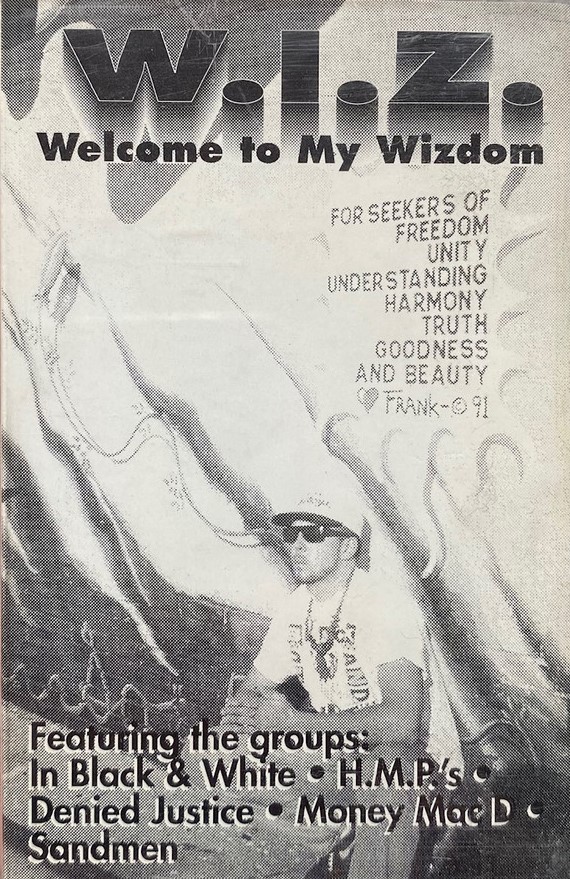 W.I.Z.
Welcome to My Wizdom
FOR SEEKERS OF
FREEDOM
UNITY
UNDERSTANDING
HARMONY
TRUTH
GOODNESS
AND BEAUTY
FRANK-© 91
Featuring the groups:
In Black & White • H.M.P.'s •
Denied Justice • Money Mac D •
Sandmen